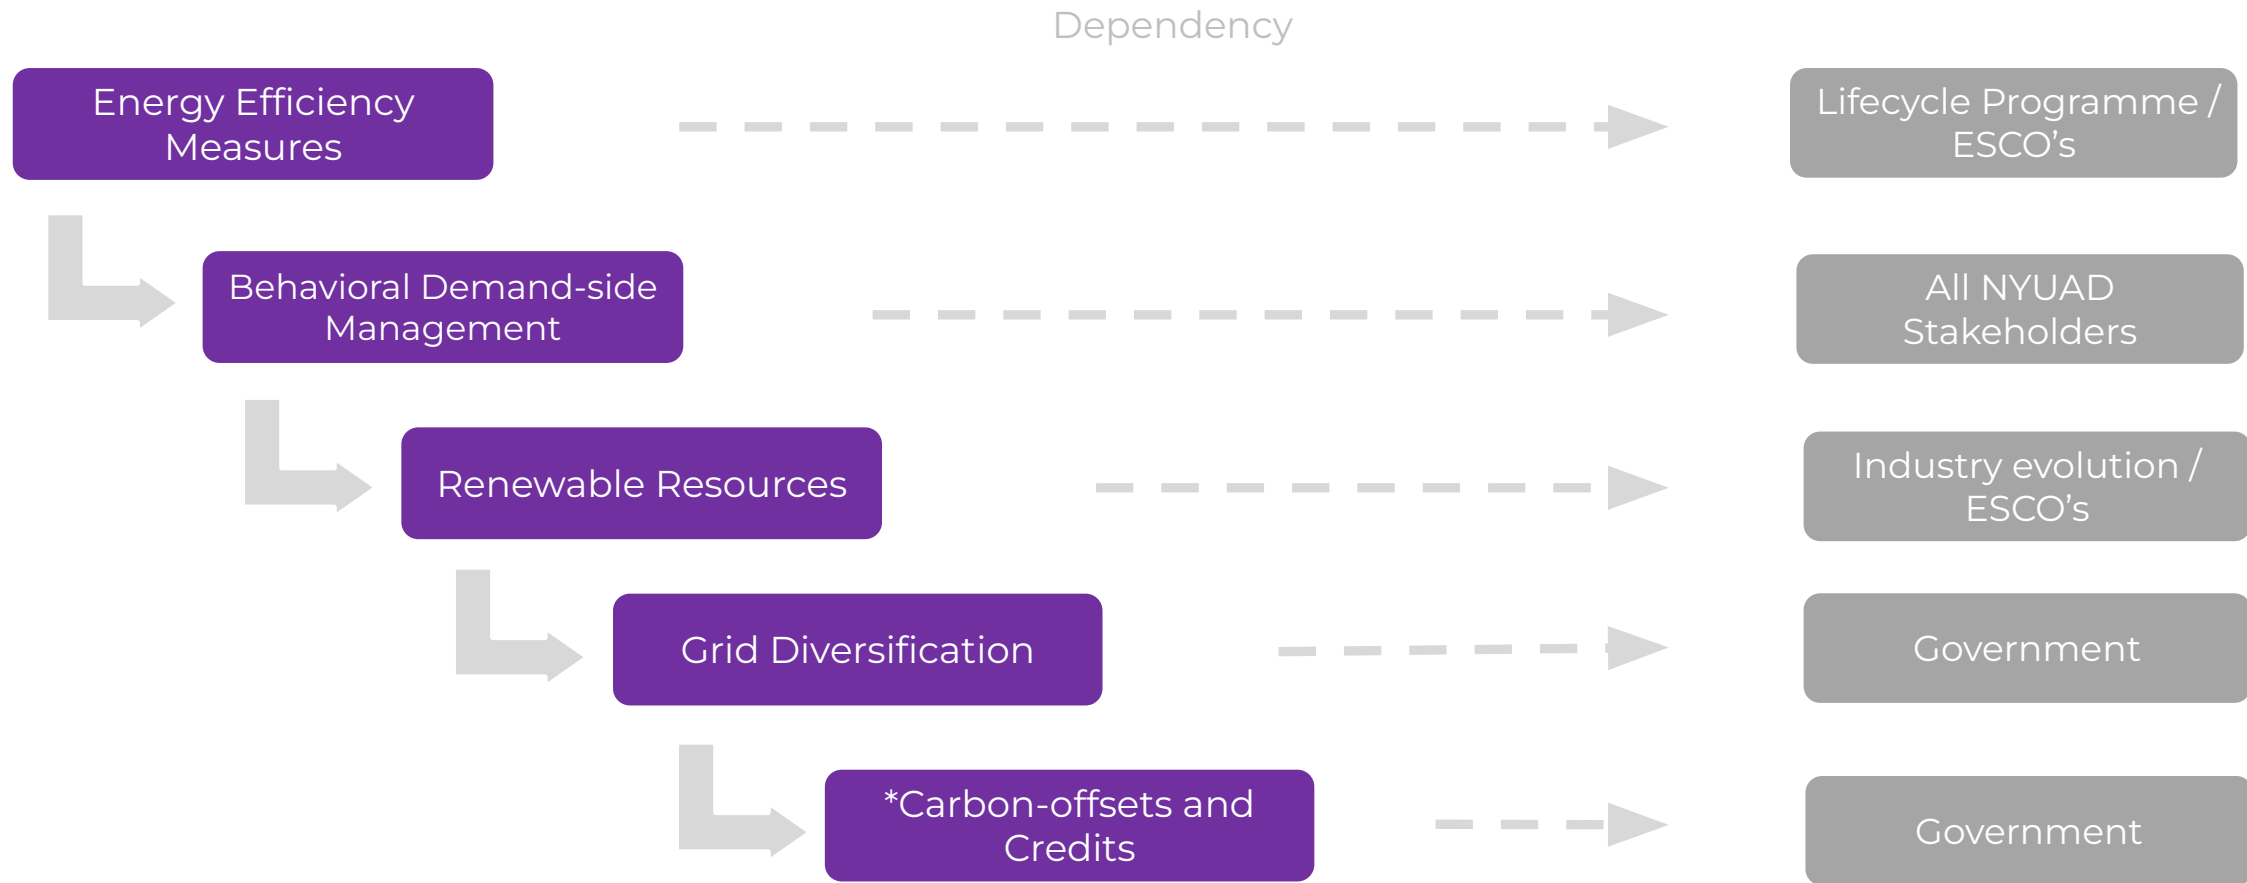 Dependency
Energy Efficiency
Measures
Lifecycle Programme /
ESCO’s
Behavioral Demand-side
Management
All NYUAD
Stakeholders
Renewable Resources
Industry evolution /
ESCO’s
Grid Diversification
Government
*Carbon-offsets and
Credits
Government